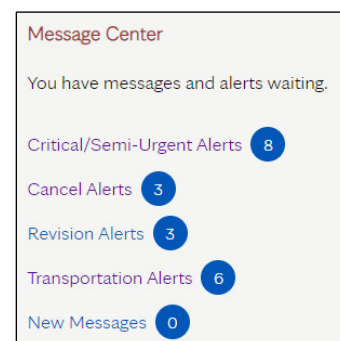 Message Center
You have messages and alerts waiting.
Critical/Semi-Urgent Alerts 8
Cancel Alerts 3
Revision Alerts 3
Transportation Alerts 6
New Messages 0